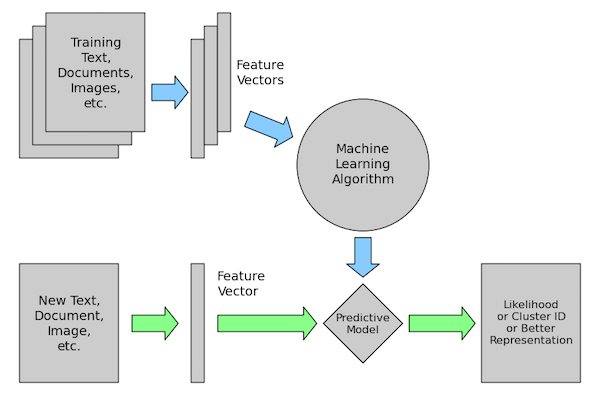 Training
Text,
Documents,
Images,
etc.
Feature
Vectors
Machine
Learning
Algorithm
New Text,
Document,
Image,
etc.
Feature
Vector
Predictive
Model
Likelihood
or Cluster ID
or Better
Representation